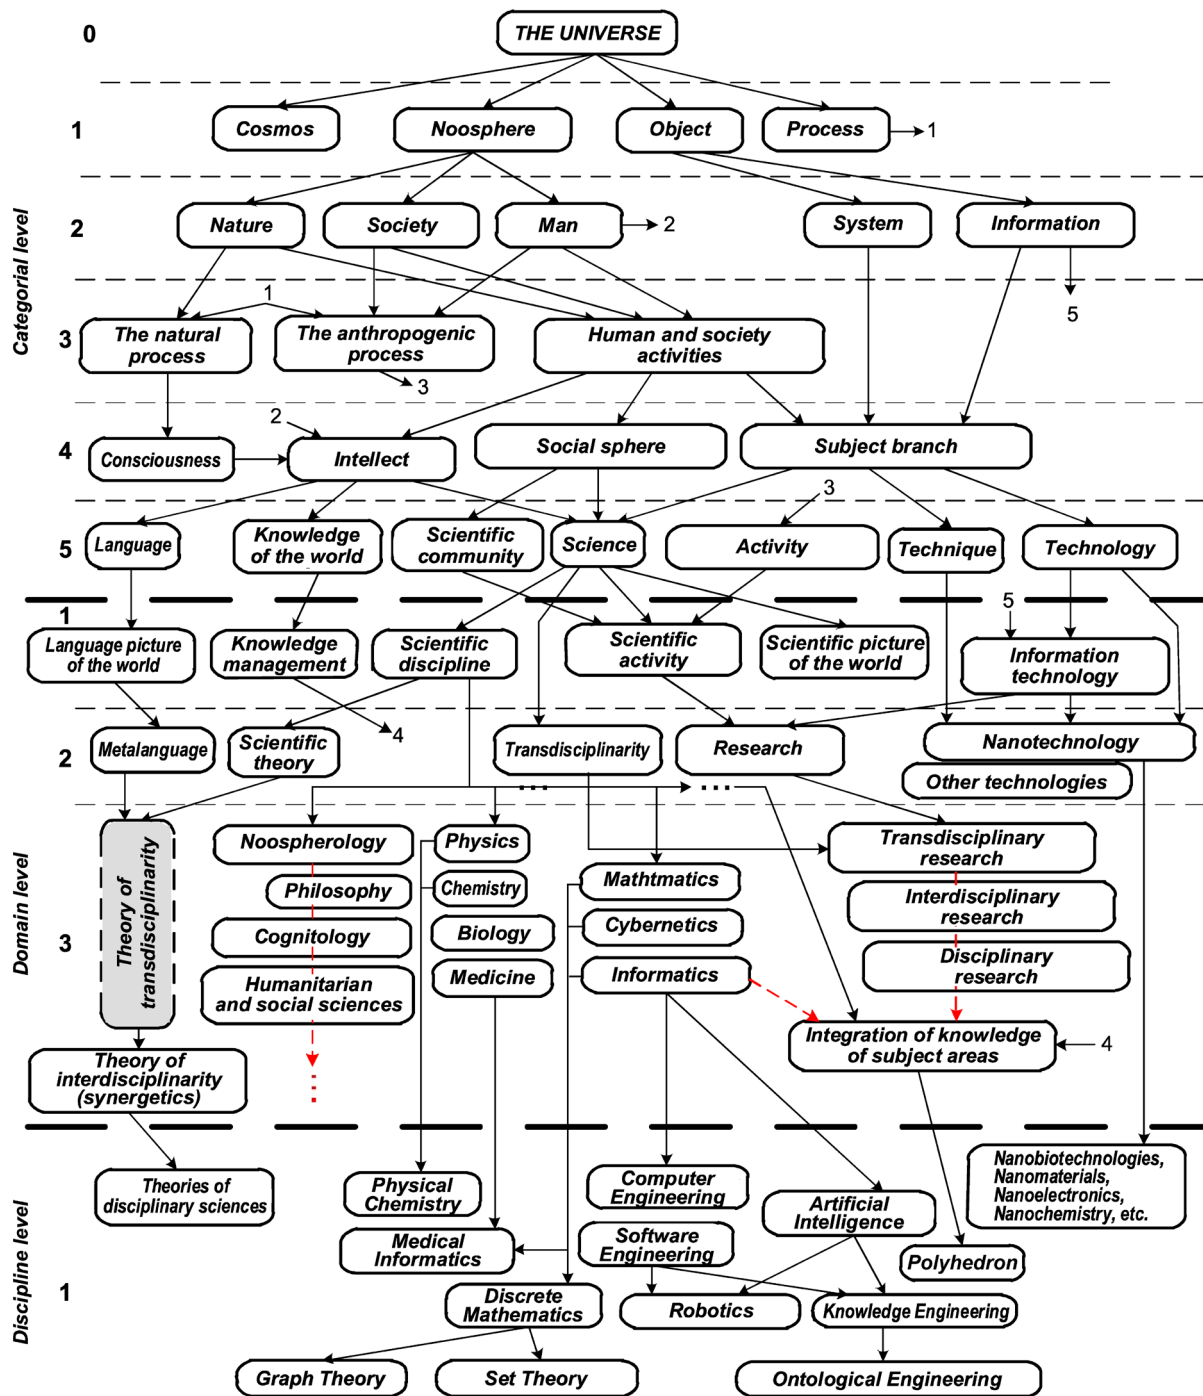 0
THE UNIVERSE
1
Cosmos
Noosphere
Object
Process
1
Categorial level
2
Nature
Society
Man
2
System
Information
1
5
3
The natural
process
The anthropogenic
process
Human and society
activities
3
2
4
Consciousness
Intellect
Social sphere
Subject branch
3
5
Language
Knowledge
of the world
Scientific
community
Science
Activity
Technique
Technology
1
5
Language picture
of the world
Knowledge
management
Scientific
discipline
Scientific
activity
Scientific picture
of the world
Information
technology
4
2
Metalanguage
Scientific
theory
Transdisciplinarity
Research
Nanotechnology
Other technologies
... ...
Domain level
3
Theory of
transdisciplinarity
Noospherology
Physics
Transdisciplinary
research
Philosophy
Chemistry
Mathtmatics
Interdisciplinary
research
Cognitology
Biology
Cybernetics
Disciplinary
research
Humanitarian
and social sciences
Medicine
Informatics
Integration of knowledge
of subject areas
4
Theory of
interdisciplinarity
(synergetics)
...
Discipline level
1
Theories of
disciplinary sciences
Physical
Chemistry
Computer
Engineering
Artificial
Intelligence
Nanobiotechnologies,
Nanomaterials,
Nanoelectronics,
Nanochemistry, etc.
Medical
Informatics
Software
Engineering
Polyhedron
Discrete
Mathematics
Robotics
Knowledge Engineering
Graph Theory
Set Theory
Ontological Engineering